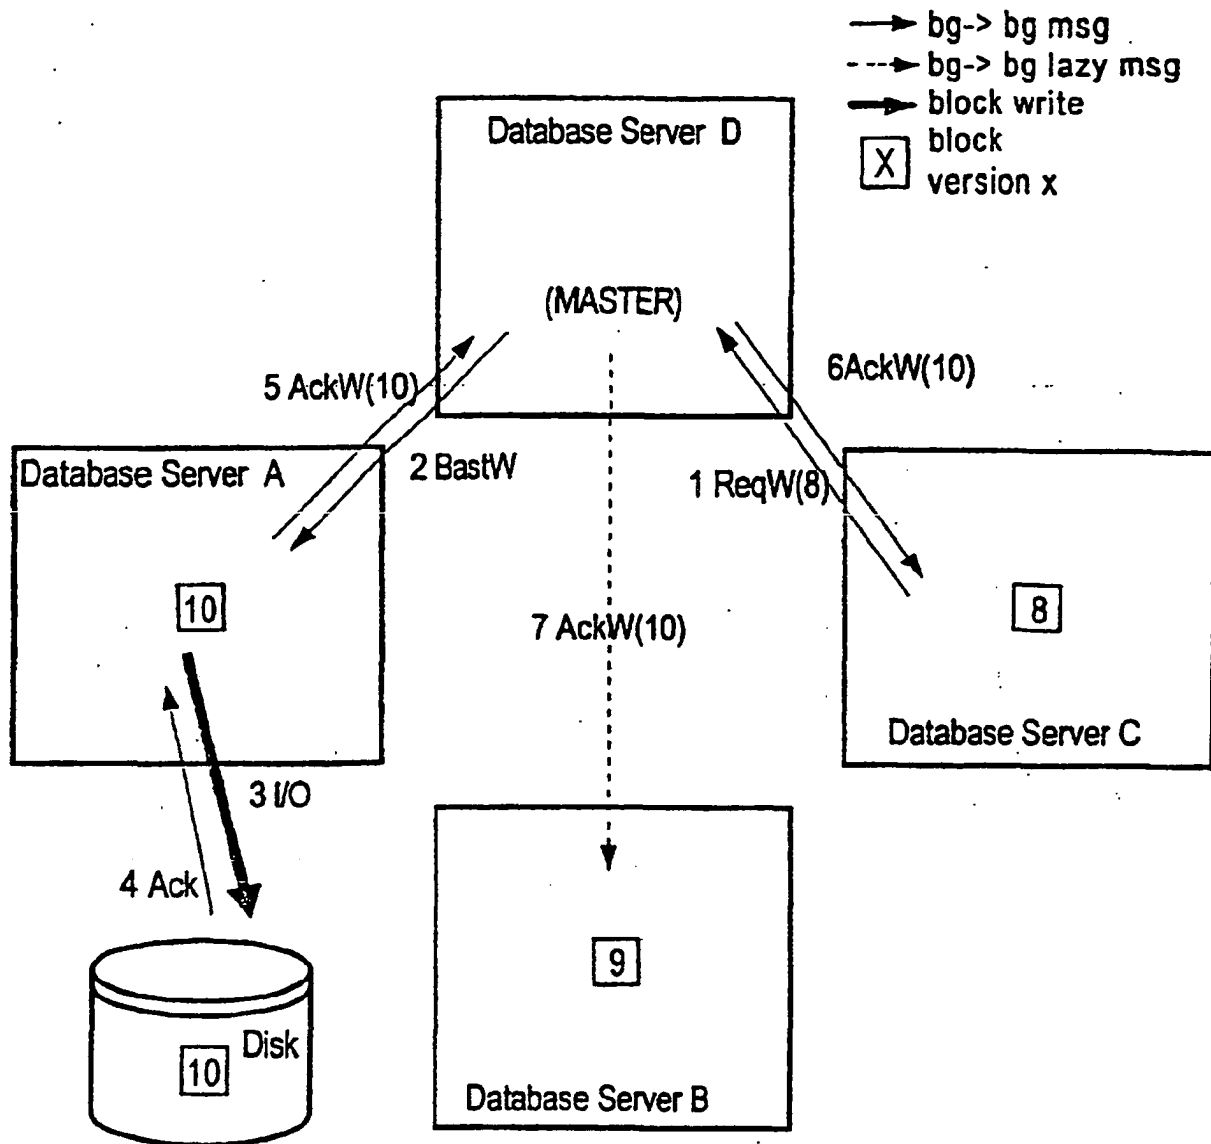 bg-> bg msg
bg-> bg lazy msg
block write
X
block
version x
Database Server D
(MASTER)
5 AckW(10)
6AckW(10)
2 BastW
1 ReqW(8)
Database Server A
10
7 AckW(10)
8
Database Server C
3 I/O
4 Ack
9
Disk
10
Database Server B